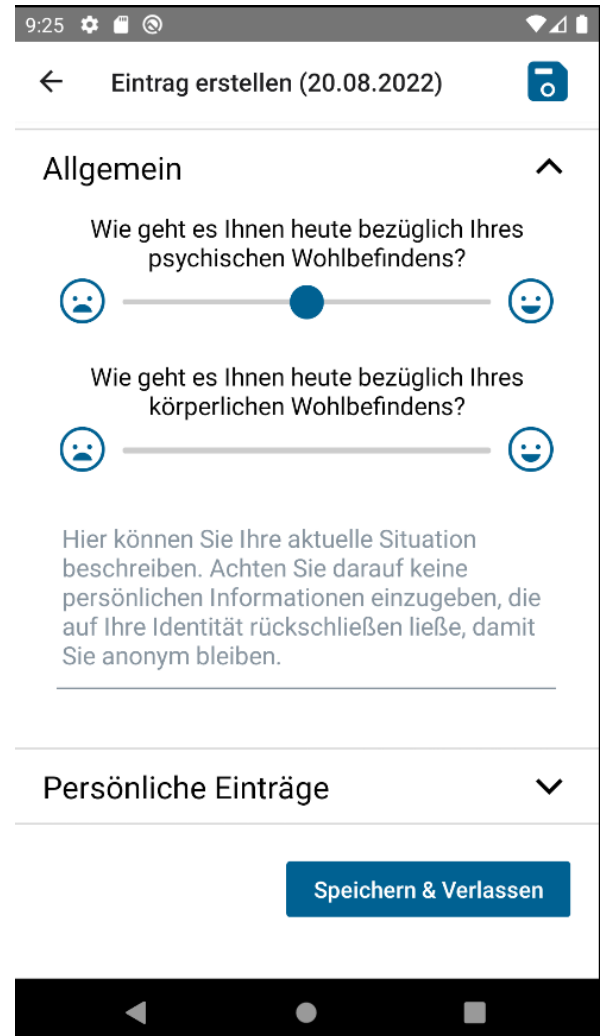 9:25
Eintrag erstellen (20.08.2022)
Allgemein
Wie geht es Ihnen heute bezüglich Ihres
psychischen Wohlbefindens?
Wie geht es Ihnen heute bezüglich Ihres
körperlichen Wohlbefindens?
Hier können Sie Ihre aktuelle Situation
beschreiben. Achten Sie darauf keine
persönlichen Informationen einzugeben, die
auf Ihre Identität rückschließen ließe, damit
Sie anonym bleiben.
Persönliche Einträge
Speichern & Verlassen